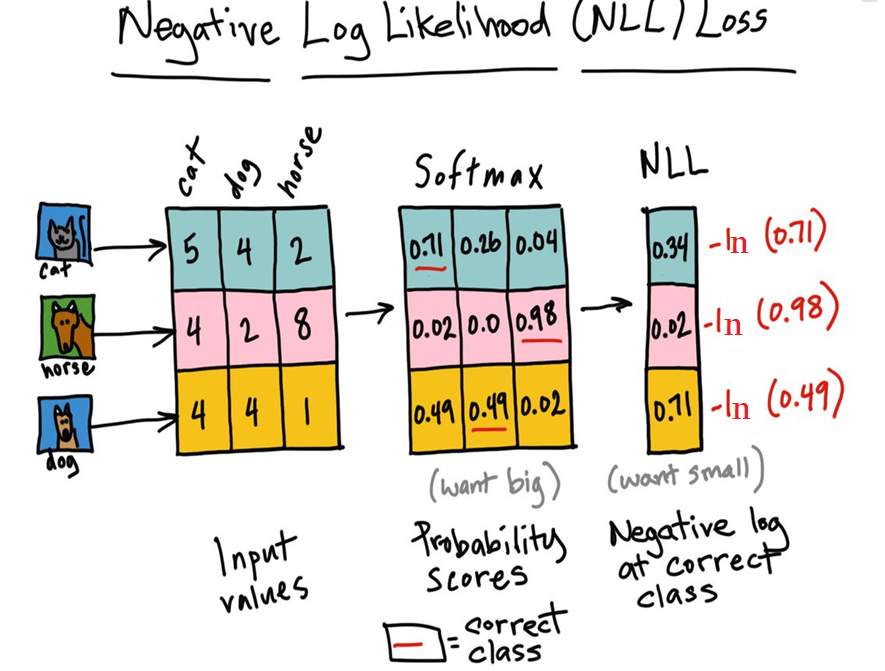 Negative Log Likelihood (NLL) Loss
cat dog horse
Softmax
NLL
cat
5 4 2
0.71 0.26 0.04
0.34
-ln (0.71)
horse
4 2 8
0.02 0.0 0.98
0.02
-ln (0.98)
dog
4 4 1
0.49 0.49 0.02
0.71
-ln (0.49)
(want big)
(want small)
Input
values
Probability
scores
Negative log
at correct
class
= correct
class